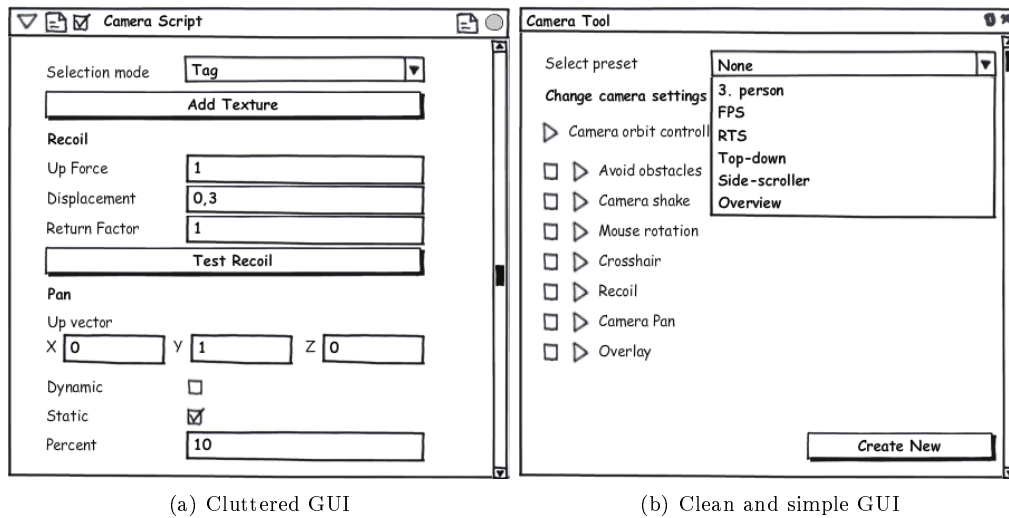 Camera Script
Selection mode Tag
Add Texture
Recoil
Up Force 1
Displacement 0,3
Return Factor 1
Test Recoil
Pan
Up vector
X 0 Y 1 Z 0
Dynamic
Static
Percent 10
(a) Cluttered GUI
Camera Tool
Select preset None
3. person
Change camera settings
FPS
Camera orbit controll
RTS
Top-down
Avoid obstacles
Side-scroller
Camera shake
Overview
Mouse rotation
Crosshair
Recoil
Camera Pan
Overlay
Create New
(b) Clean and simple GUI